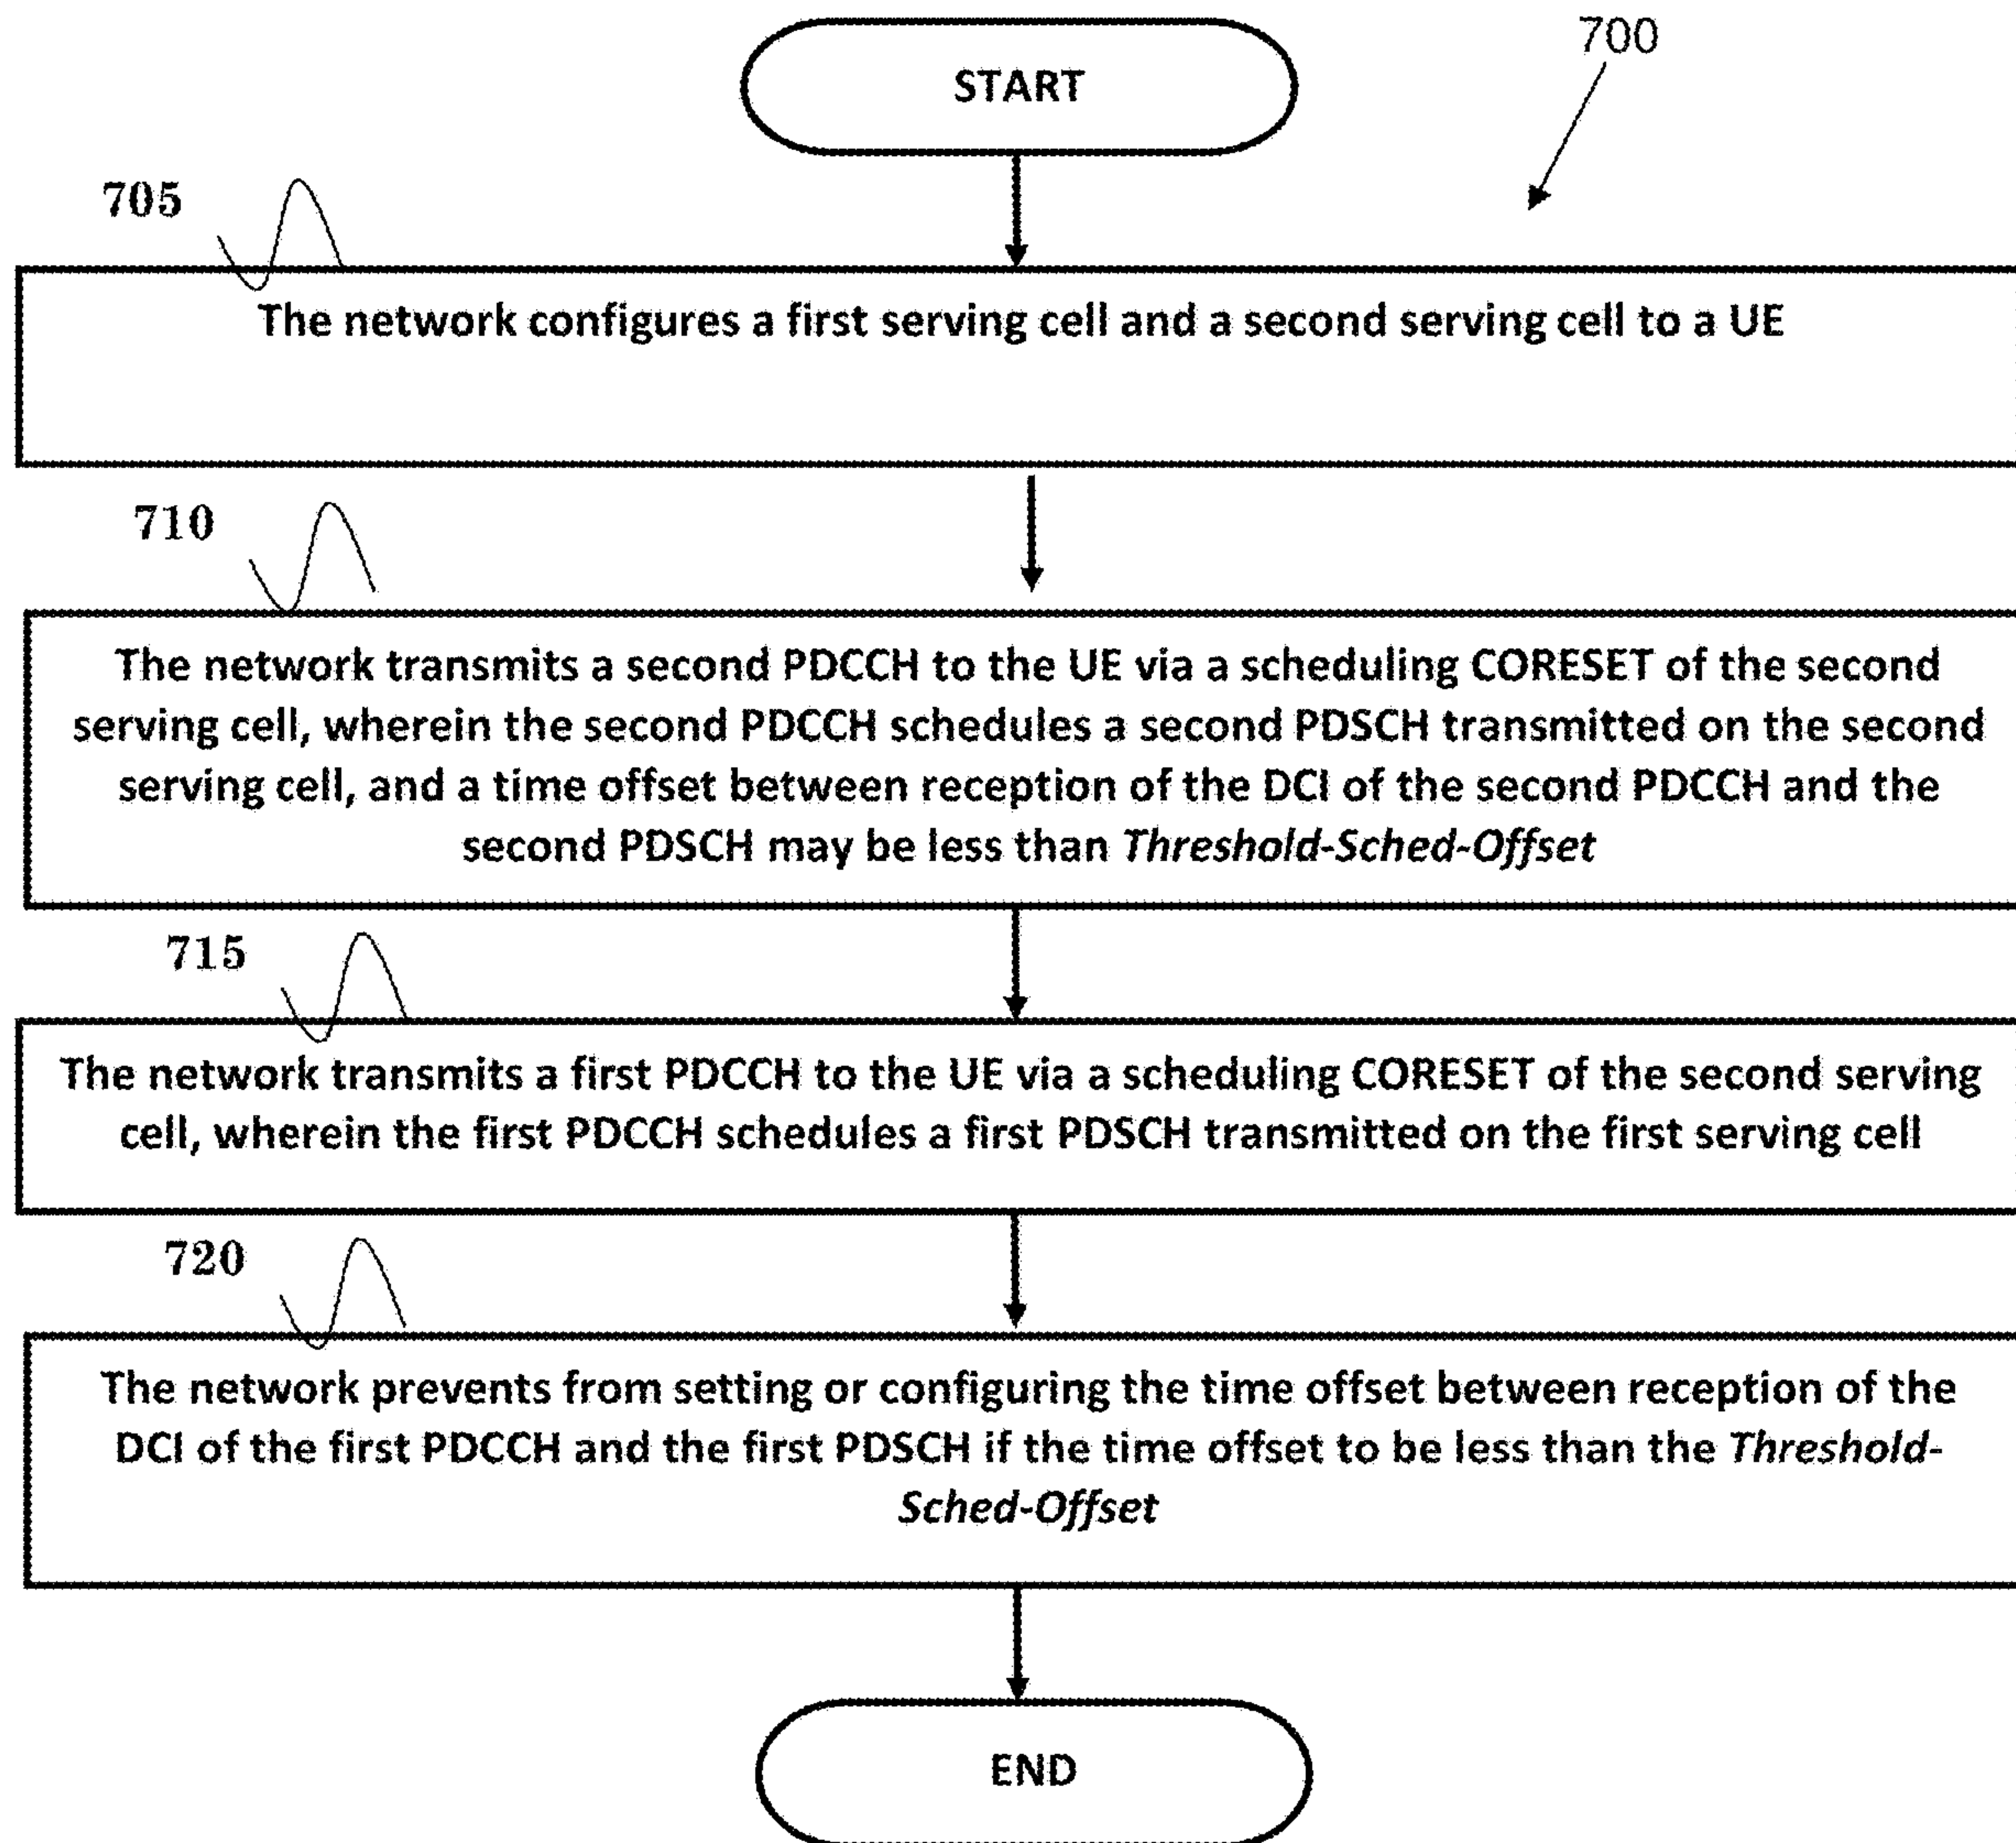 START
700
705
The network configures a first serving cell and a second serving cell to a UE
710
The network transmits a second PDCCH to the UE via a scheduling CORESET of the second
serving cell, wherein the second PDCCH schedules a second PDSCH transmitted on the second
serving cell, and a time offset between reception of the DCI of the second PDCCH and the
second PDSCH may be less than Threshold-Sched-Offset
715
The network transmits a first PDCCH to the UE via a scheduling CORESET of the second serving
cell, wherein the first PDCCH schedules a first PDSCH transmitted on the first serving cell
720
The network prevents from setting or configuring the time offset between reception of the
DCI of the first PDCCH and the first PDSCH if the time offset to be less than the Threshold-
Sched-Offset
END